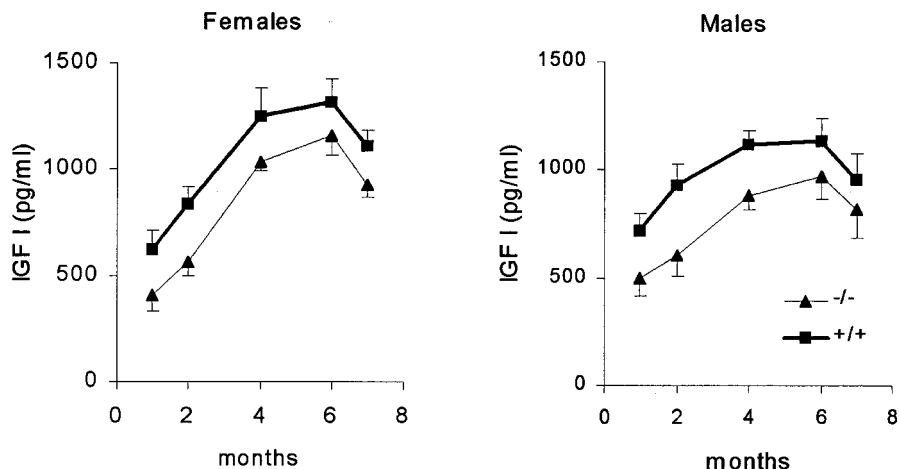 Females
1500
1000
500
0
IGF I (pg/ml)
0 2 4 6 8
months
Males
1500
1000
500
0
IGF I (pg/ml)
-/-
+/+
0 2 4 6 8
months